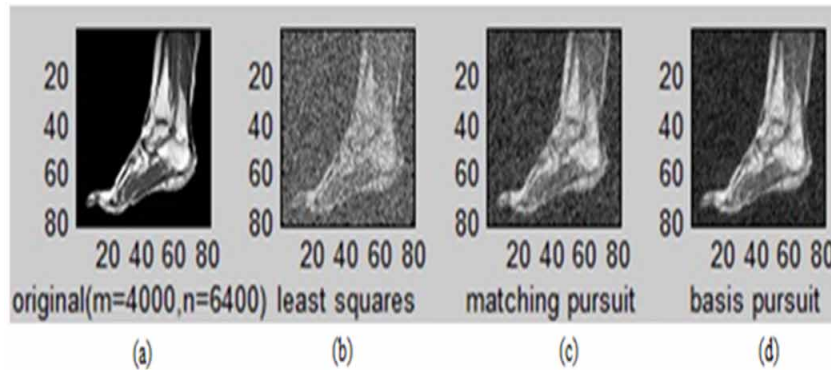 20 20 20 20
40 40 40 40
60 60 60 60
80 80 80 80
20 40 60 80 20 40 60 80 20 40 60 80 20 40 60 80
original(m=4000,n=6400) least squares matching pursuit basis pursuit
(a) (b) (c) (d)